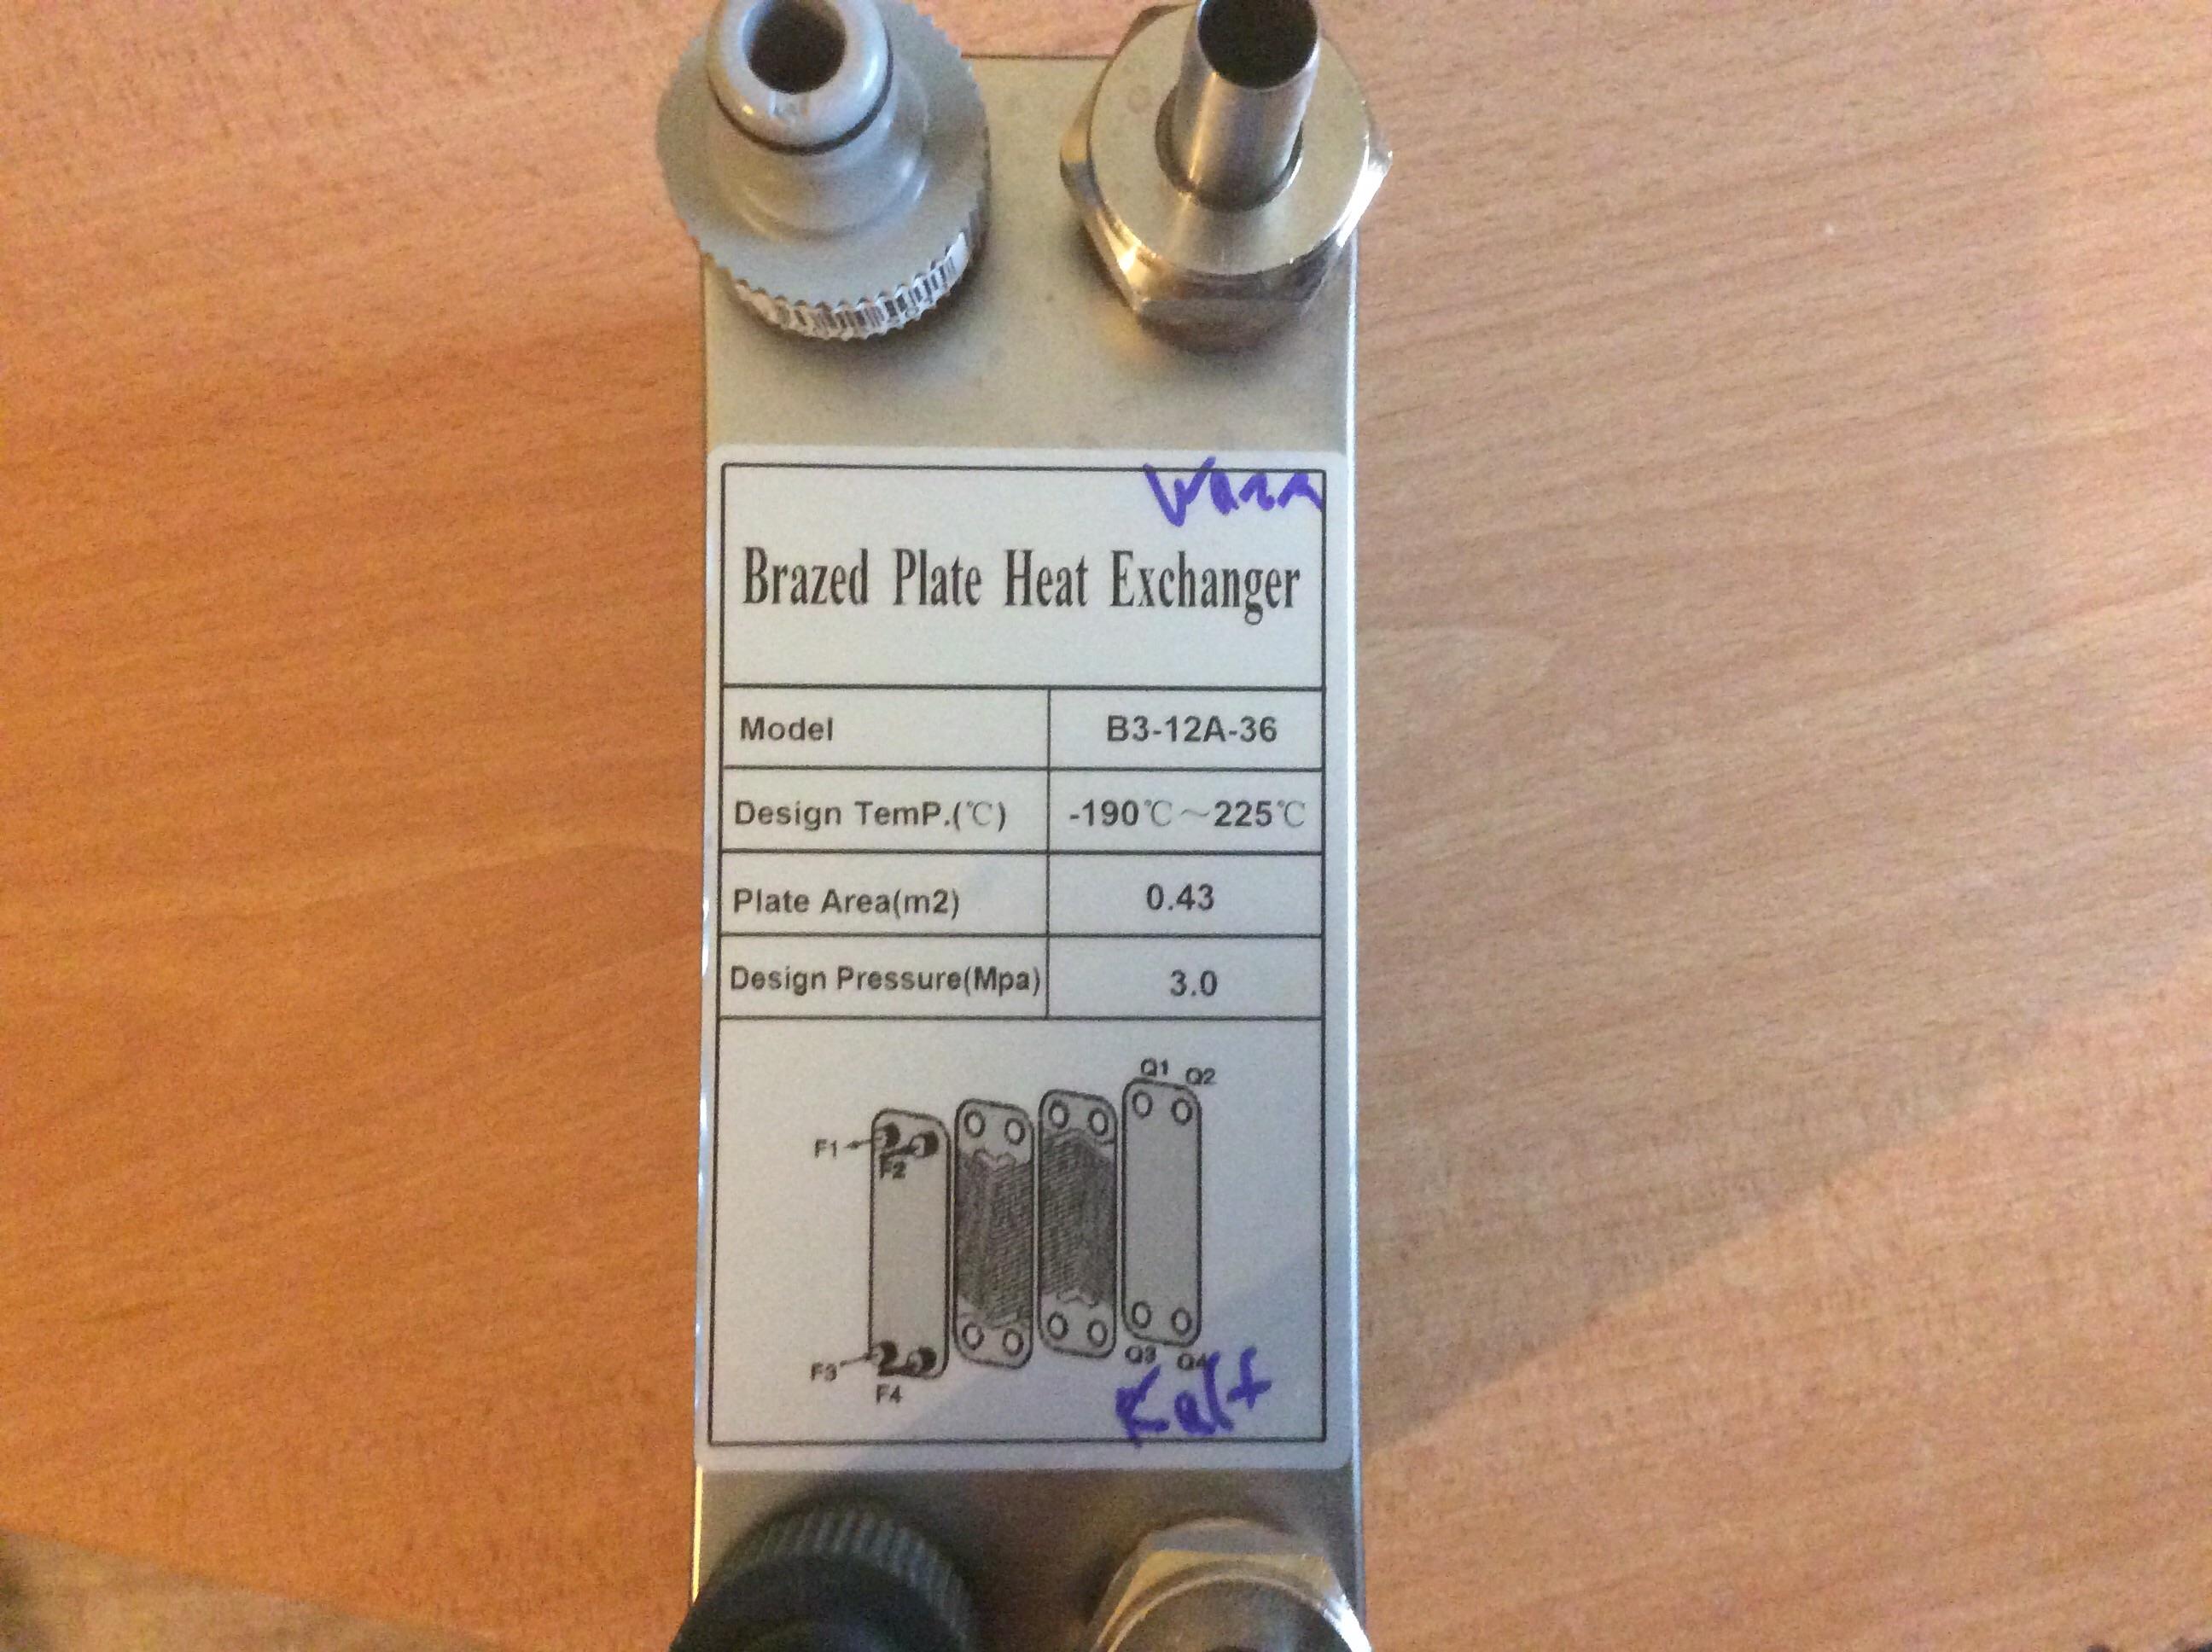 Warm
Brazed Plate Heat Exchanger
Model B3-12A-36
Design TemP.(℃) -190℃～225℃
Plate Area(m2) 0.43
Design Pressure(Mpa) 3.0
Q1 Q2
F1
F2
Q3 Q4
F3
F4
Kalt